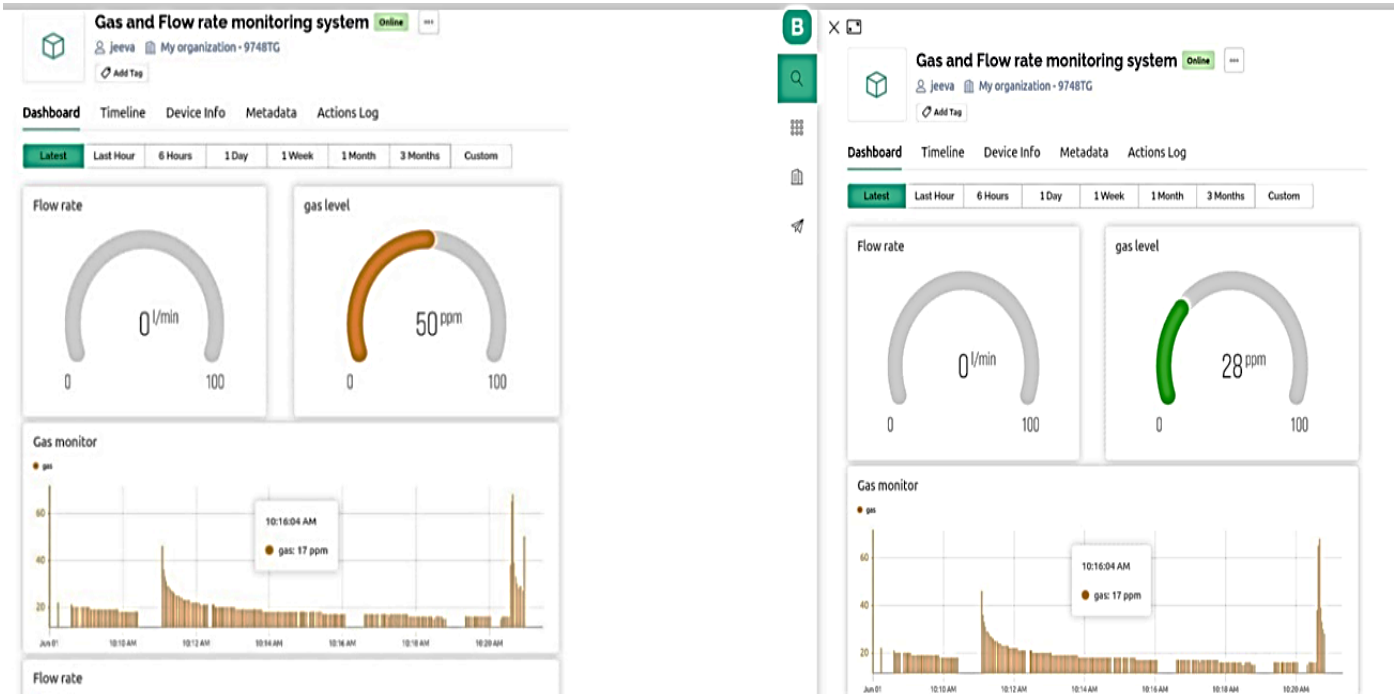 Gas and Flow rate monitoring system Online
jeeva My organization - 9748TG
Add Tag
Dashboard Timeline Device Info Metadata Actions Log
Latest Last Hour 6 Hours 1 Day 1 Week 1 Month 3 Months Custom
Flow rate
0 l/min
0 100
gas level
50 ppm
0 100
Gas monitor
gas
60
40
20
10:16:04 AM
gas: 17 ppm
Jun 01 10:10 AM 10:12 AM 10:14 AM 10:16 AM 10:18 AM 10:20 AM
Flow rate
B
Gas and Flow rate monitoring system Online
jeeva My organization - 9748TG
Add Tag
Dashboard Timeline Device Info Metadata Actions Log
Latest Last Hour 6 Hours 1 Day 1 Week 1 Month 3 Months Custom
Flow rate
0 l/min
0 100
gas level
28 ppm
0 100
Gas monitor
gas
60
40
20
10:16:04 AM
gas: 17 ppm
Jun 01 10:10 AM 10:12 AM 10:14 AM 10:16 AM 10:18 AM 10:20 AM